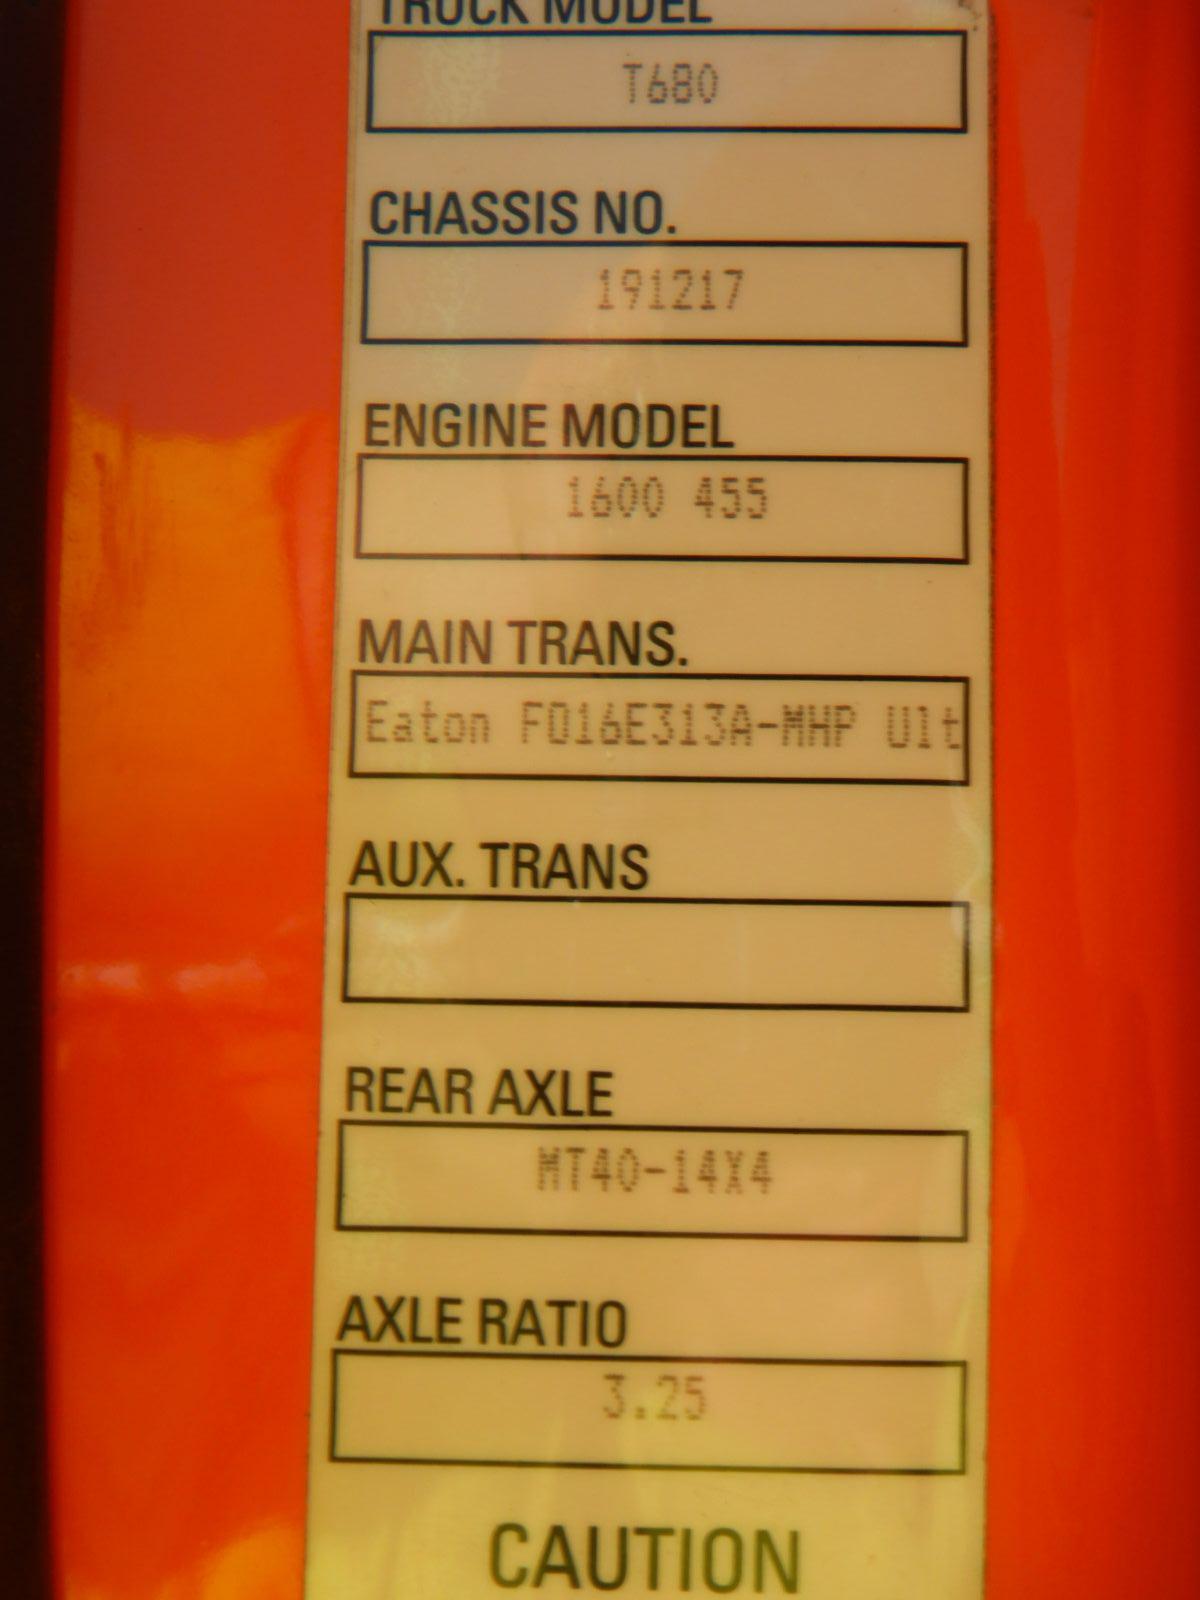 TRUCK MODEL
T680
CHASSIS NO.
191217
ENGINE MODEL
1600 455
MAIN TRANS.
Eaton FO16E313A-MHP Ult
AUX. TRANS
REAR AXLE
MT40-14X4
AXLE RATIO
3.25
CAUTION